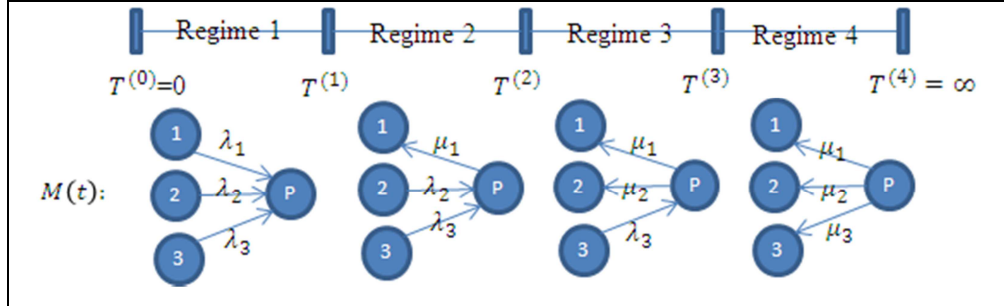 Regime 1 Regime 2 Regime 3 Regime 4
T⁽⁰⁾=0 T⁽¹⁾ T⁽²⁾ T⁽³⁾ T⁽⁴⁾ = ∞
1 λ₁ 1 μ₁ 1 μ₁ 1 μ₁
M(t): 2 λ₂ P 2 λ₂ P 2 μ₂ P 2 μ₂ P
3 λ₃ 3 λ₃ 3 λ₃ 3 μ₃